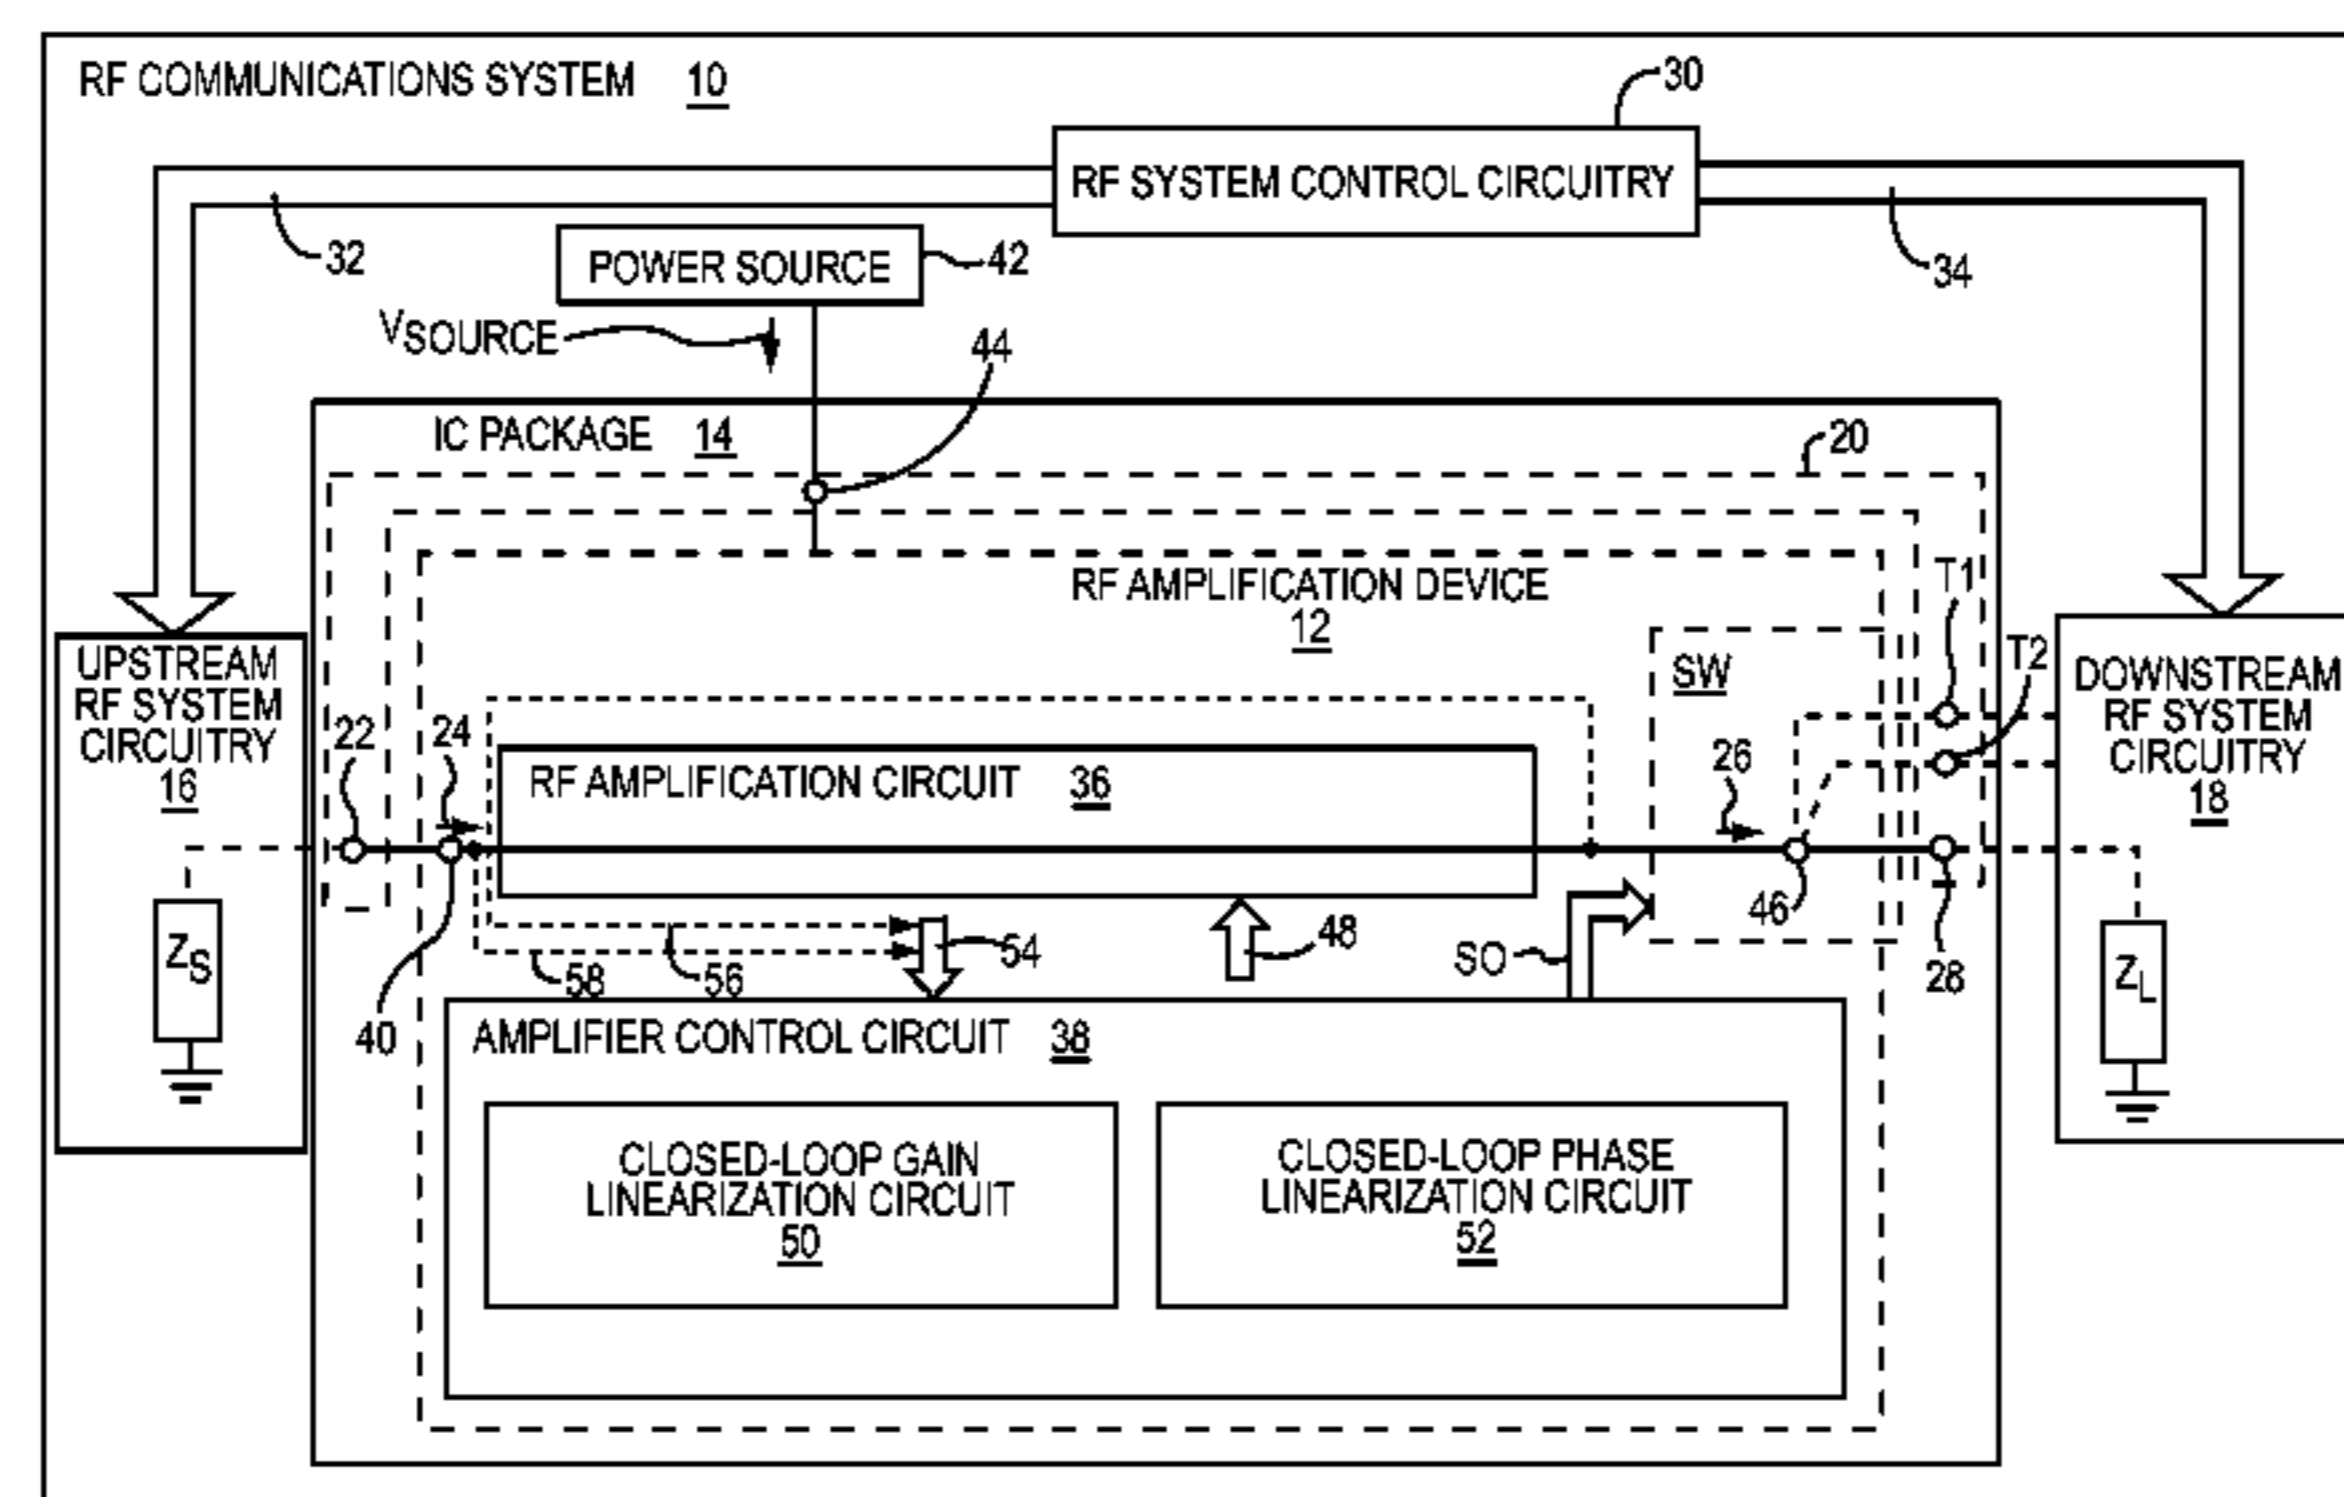 RF COMMUNICATIONS SYSTEM 10
30
RF SYSTEM CONTROL CIRCUITRY
32
34
POWER SOURCE
42
VSOURCE
44
IC PACKAGE 14
20
RF AMPLIFICATION DEVICE
12
T1
T2
SW
UPSTREAM
RF SYSTEM
CIRCUITRY
16
22
24
RF AMPLIFICATION CIRCUIT 36
26
DOWNSTREAM
RF SYSTEM
CIRCUITRY
18
46
28
48
54
SO
56
58
ZS
ZL
40
AMPLIFIER CONTROL CIRCUIT 38
CLOSED-LOOP GAIN
LINEARIZATION CIRCUIT
50
CLOSED-LOOP PHASE
LINEARIZATION CIRCUIT
52